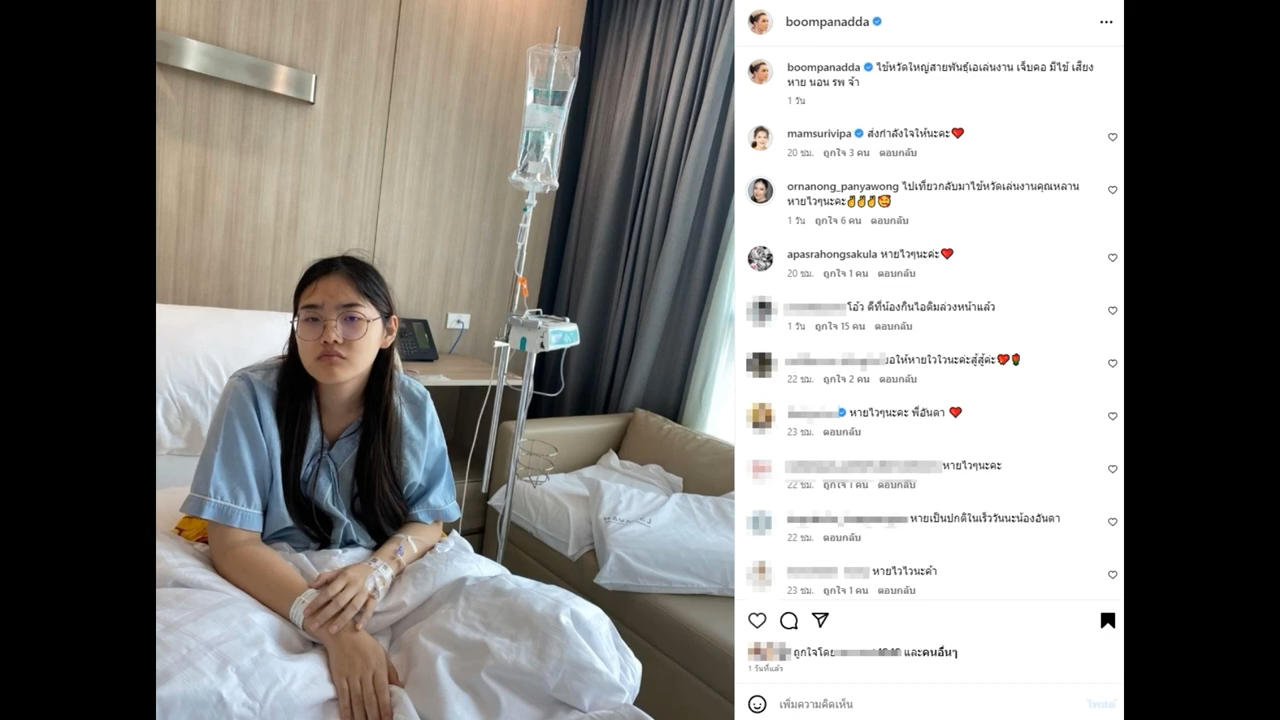 boompanadda
boompanadda ไข้หวัดใหญ่สายพันธุ์เอเล่นงาน เจ็บคอ มีไข้ เสียง
หาย นอน รพ จ้า
1 วัน
mamsurivipa ส่งกำลังใจให้นะคะ❤️
20 ชม. ถูกใจ 3 คน ตอบกลับ
ornanong_panyawong ไปเที่ยวกลับมาไข้หวัดเล่นงานคุณหลาน
หายไวๆนะคะ✌️✌️✌️🥰
1 วัน ถูกใจ 6 คน ตอบกลับ
apasrahongsakula หายไวๆนะค่ะ❤️
20 ชม. ถูกใจ 1 คน ตอบกลับ
โอ้ว ดีที่น้องกินไอติมล่วงหน้าแล้ว
1 วัน ถูกใจ 15 คน ตอบกลับ
ขอให้หายไวไวนะค่ะสู้สู้ค่ะ❤️🌹
22 ชม. ถูกใจ 2 คน ตอบกลับ
หายไวๆนะคะ พี่อันดา ❤️
23 ชม. ตอบกลับ
หายไวๆนะคะ
22 ชม. ถูกใจ 1 คน ตอบกลับ
หายเป็นปกติในเร็ววันนะน้องอันดา
22 ชม. ตอบกลับ
หายไวไวนะค้า
23 ชม. ถูกใจ 1 คน ตอบกลับ
ถูกใจโดย และคนอื่นๆ
1 วันที่แล้ว
เพิ่มความคิดเห็น
โพสต์